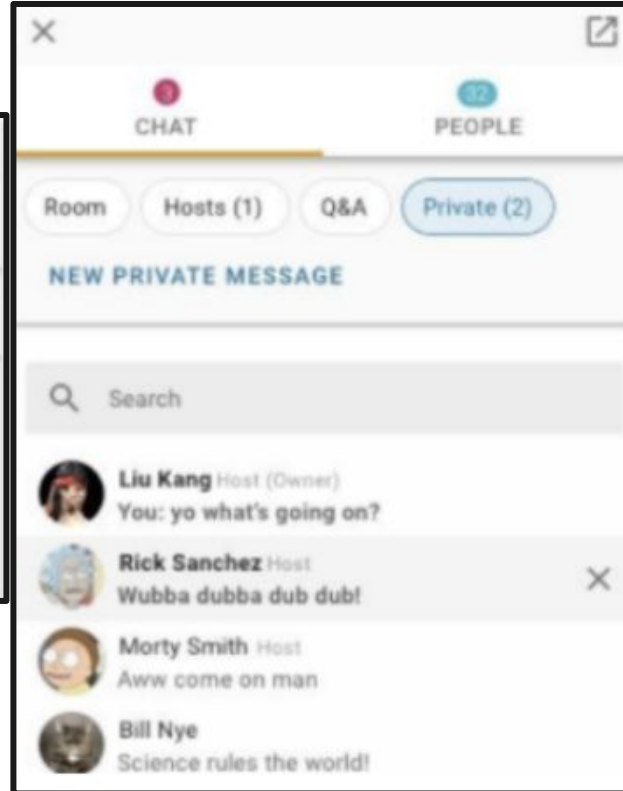 3
32
CHAT
PEOPLE
Room
Hosts (1)
Q&A
Private (2)
NEW PRIVATE MESSAGE
Search
Liu Kang Host (Owner)
You: yo what's going on?
Rick Sanchez Host
Wubba dubba dub dub!
Morty Smith Host
Aww come on man
Bill Nye
Science rules the world!